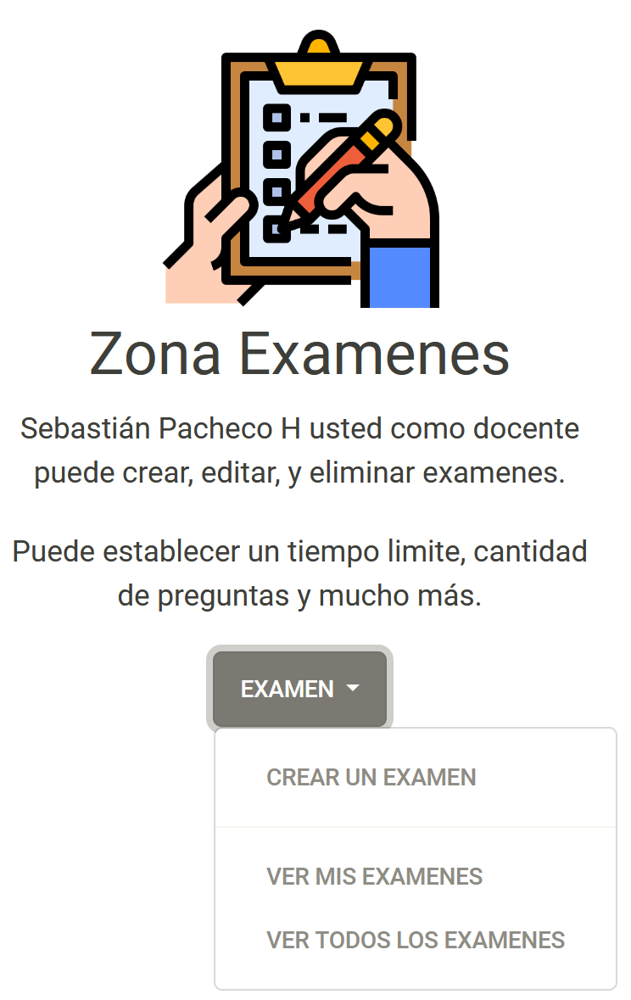 Zona Examenes
Sebastián Pacheco H usted como docente
puede crear, editar, y eliminar examenes.
Puede establecer un tiempo limite, cantidad
de preguntas y mucho más.
EXAMEN
CREAR UN EXAMEN
VER MIS EXAMENES
VER TODOS LOS EXAMENES